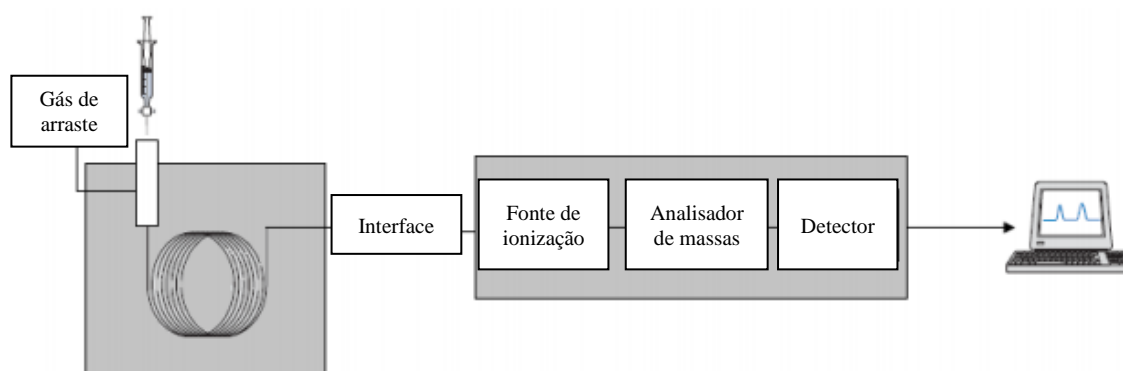 Gás de
arraste
Interface
Fonte de
ionização
Analisador
de massas
Detector